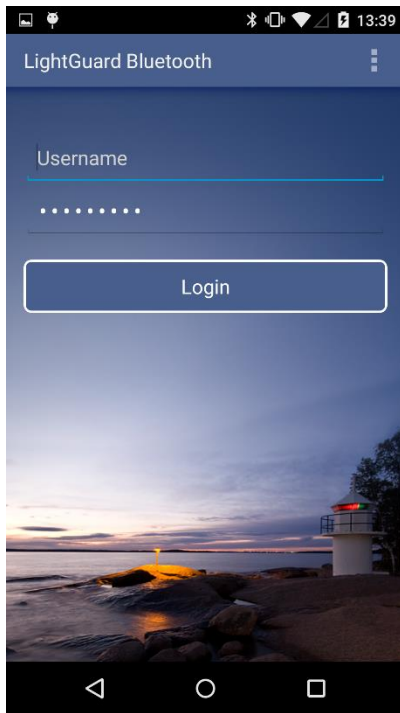 13:39
LightGuard Bluetooth
Username
•••••••••
Login